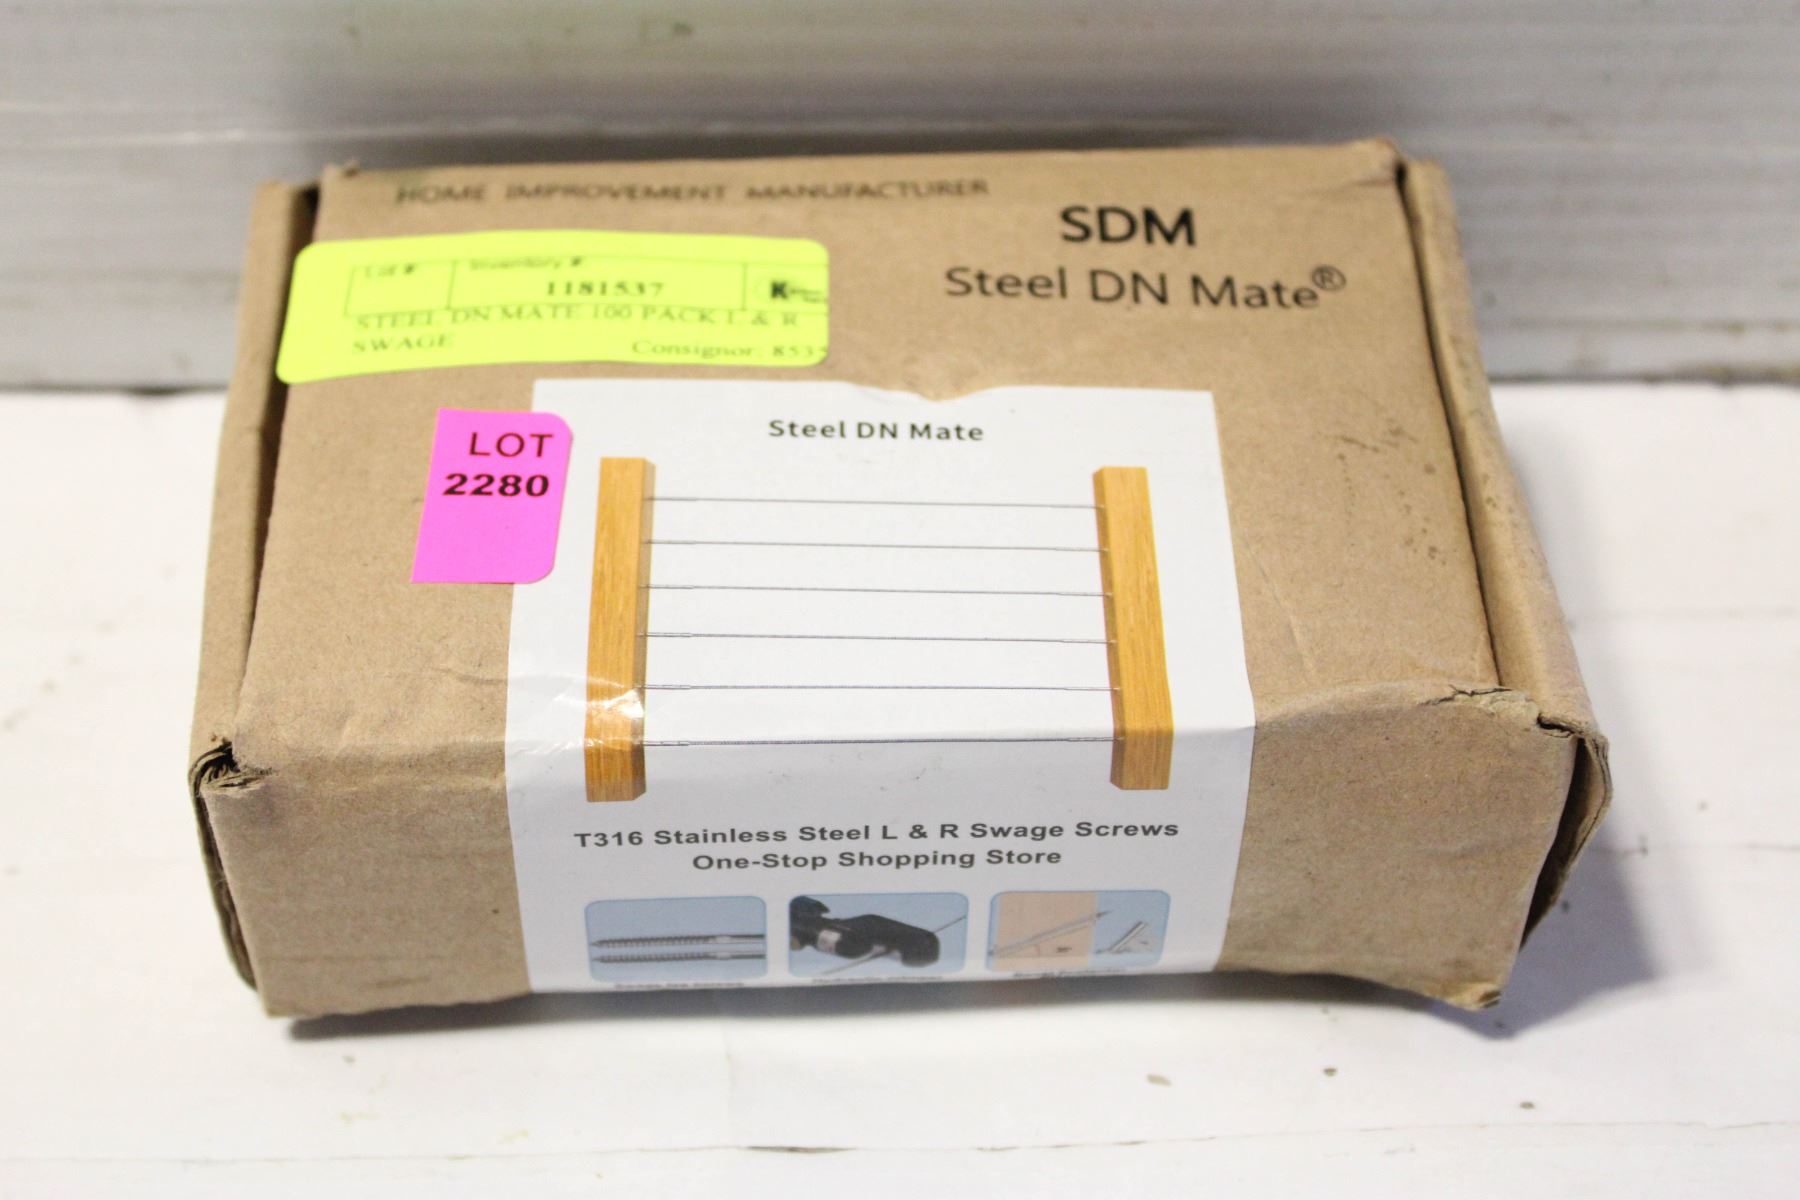 HOME IMPROVEMENT MANUFACTURER
SDM
Steel DN Mate®
Lot # Inventory #
1181537
K
STEEL DN MATE 100 PACK L & R
SWAGE Consignor: 853
LOT
2280
Steel DN Mate
T316 Stainless Steel L & R Swage Screws
One-Stop Shopping Store